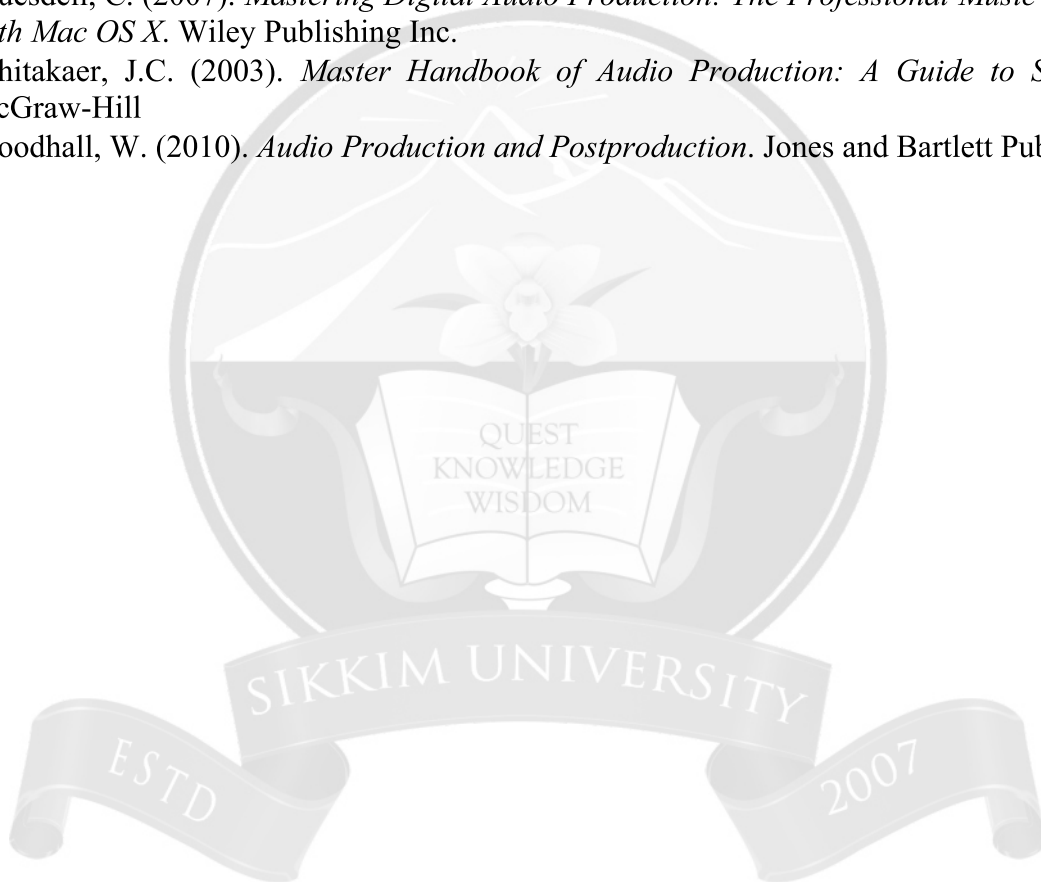 uesdell, C. (2007). Mastering Digital Audio Production: The Professional Music
th Mac OS X. Wiley Publishing Inc.
hitakaer, J.C. (2003). Master Handbook of Audio Production: A Guide to S
cGraw-Hill
oodhall, W. (2010). Audio Production and Postproduction. Jones and Bartlett Pub
QUEST
KNOWLEDGE
WISDOM
SIKKIM UNIVERSITY
ESTD 2007